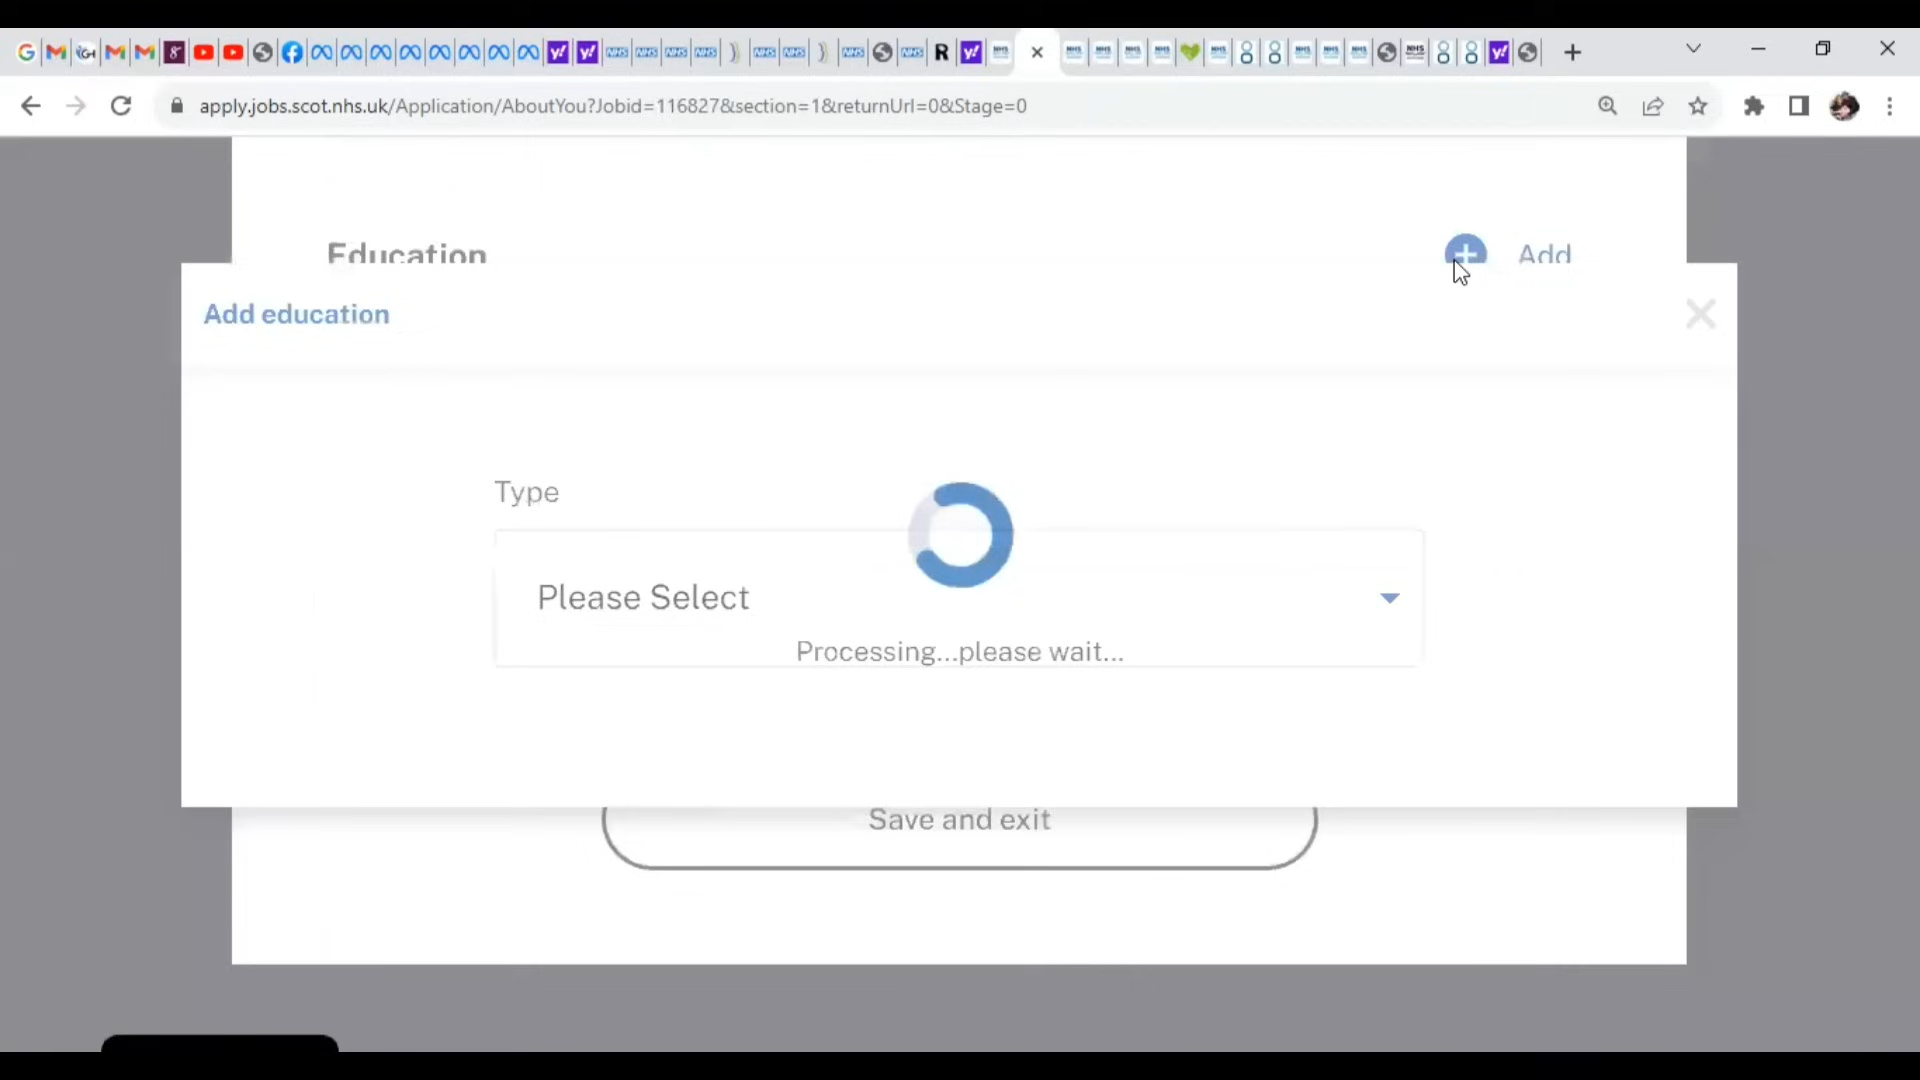 apply.jobs.scot.nhs.uk/Application/AboutYou?Jobid=116827&section=1&returnUrl=0&Stage=0
Education
Add
Add education
Type
Please Select
Processing...please wait...
Save and exit